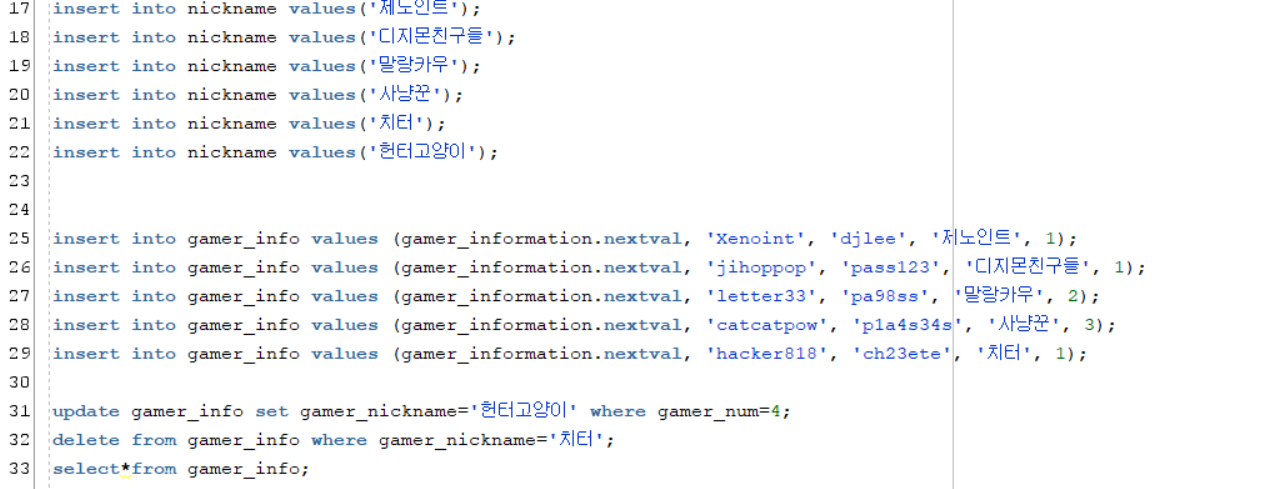 17 insert into nickname values('제노인트');
18 insert into nickname values('디지몬친구들');
19 insert into nickname values('말랑카우');
20 insert into nickname values('사냥꾼');
21 insert into nickname values('치터');
22 insert into nickname values('헌터고양이');
23
24
25 insert into gamer_info values (gamer_information.nextval, 'Xenoint', 'djlee', '제노인트', 1);
26 insert into gamer_info values (gamer_information.nextval, 'jihoppop', 'pass123', '디지몬친구들', 1);
27 insert into gamer_info values (gamer_information.nextval, 'letter33', 'pa98ss', '말랑카우', 2);
28 insert into gamer_info values (gamer_information.nextval, 'catcatpow', 'p1a4s34s', '사냥꾼', 3);
29 insert into gamer_info values (gamer_information.nextval, 'hacker818', 'ch23ete', '치터', 1);
30
31 update gamer_info set gamer_nickname='헌터고양이' where gamer_num=4;
32 delete from gamer_info where gamer_nickname='치터';
33 select*from gamer_info;